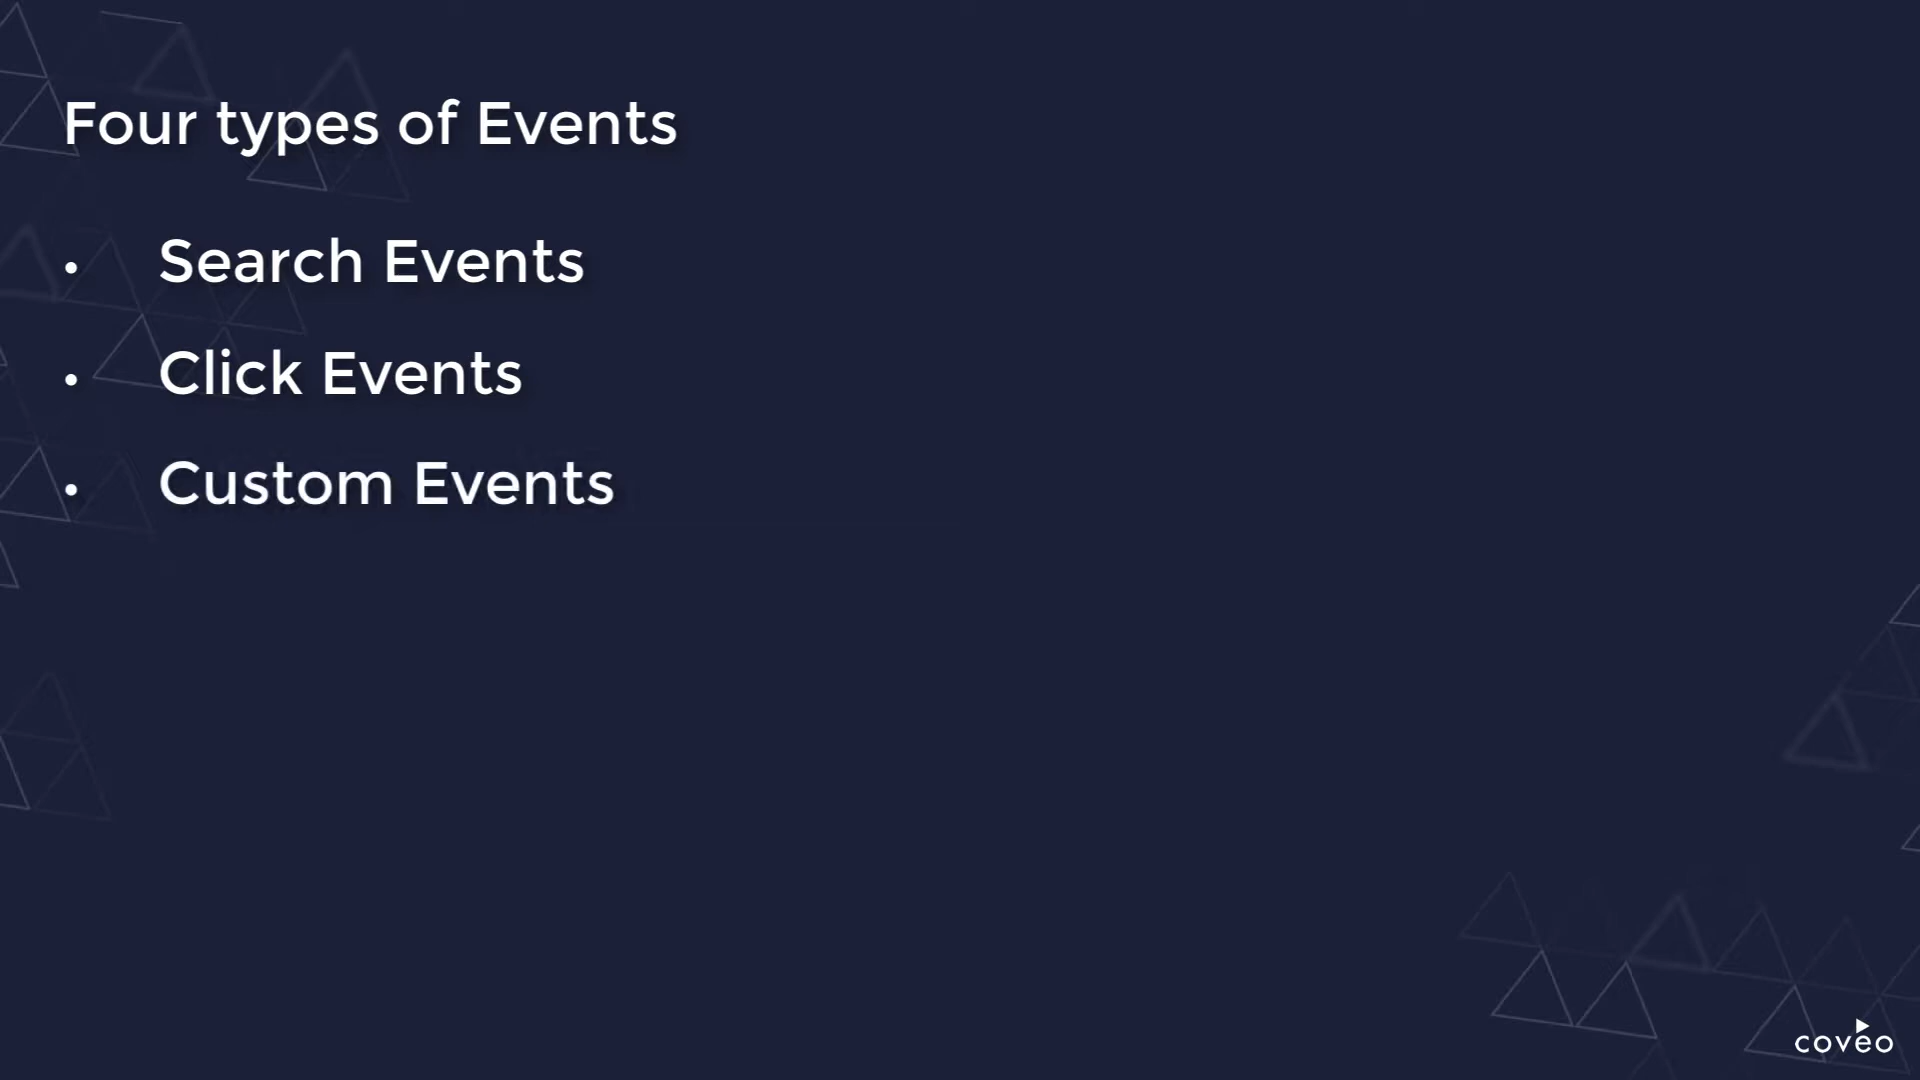 Four types of Events
• Search Events
• Click Events
• Custom Events
coveo